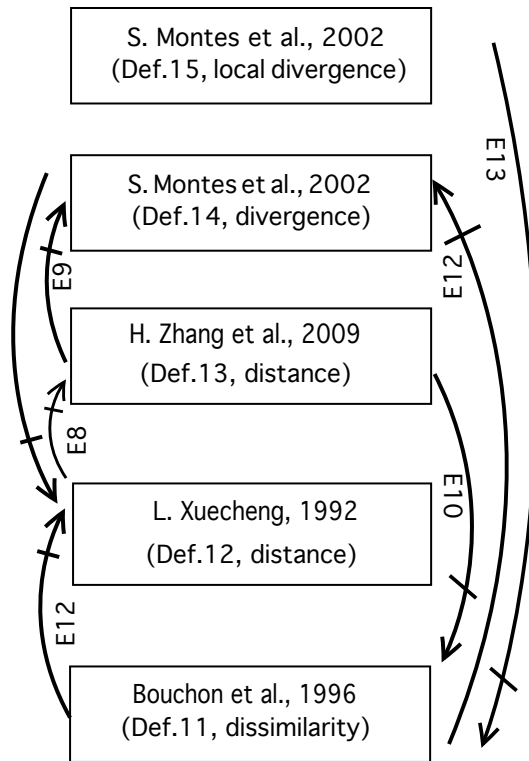 S. Montes et al., 2002
(Def.15, local divergence)
E13
S. Montes et al., 2002
(Def.14, divergence)
E9
E12
H. Zhang et al., 2009
(Def.13, distance)
E8
E10
L. Xuecheng, 1992
(Def.12, distance)
E12
Bouchon et al., 1996
(Def.11, dissimilarity)